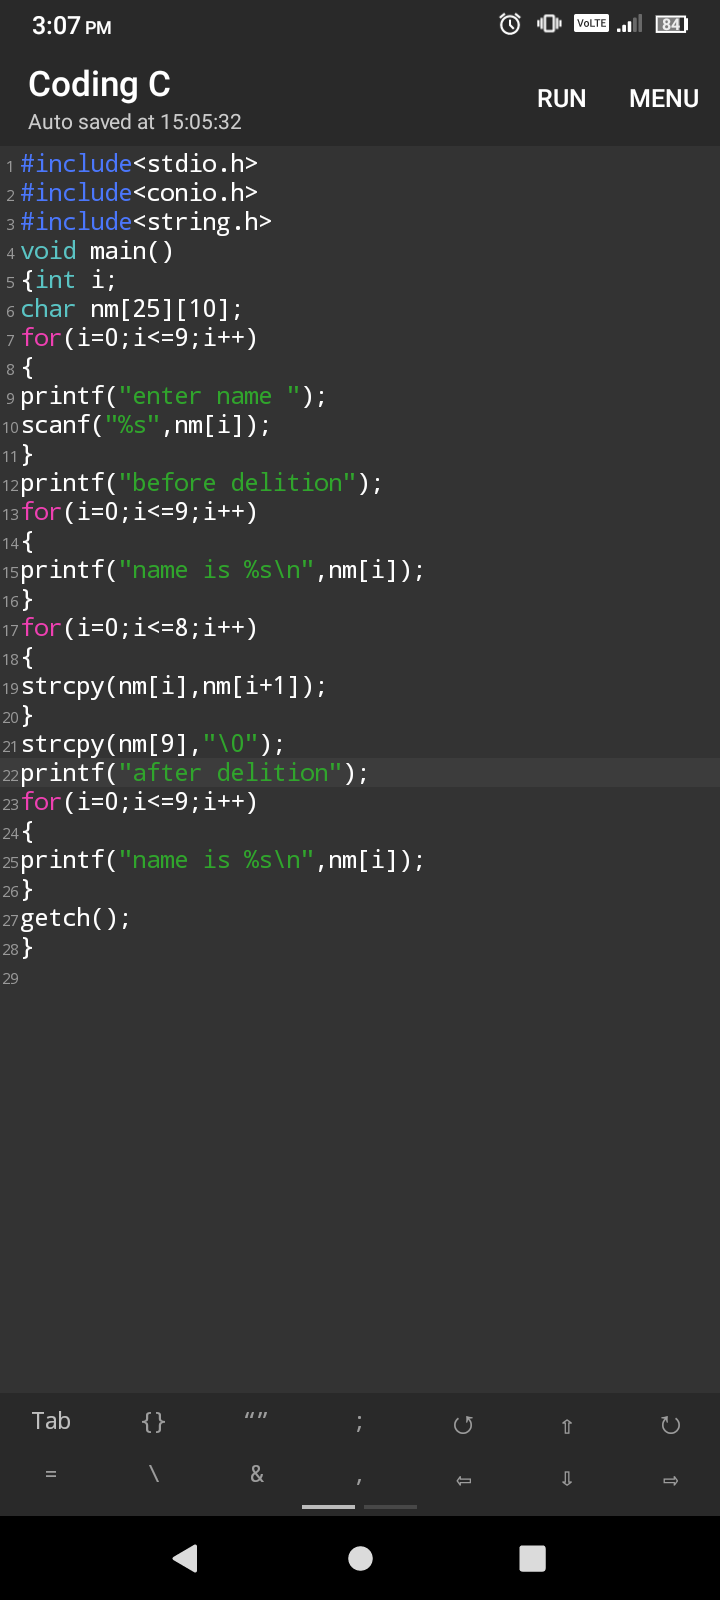 3:07 PM
VoLTE
84
Coding C
RUN
MENU
Auto saved at 15:05:32
1 #include<stdio.h>
2 #include<conio.h>
3 #include<string.h>
4 void main()
5 {int i;
6 char nm[25][10];
7 for(i=0;i<=9;i++)
8 {
9 printf("enter name ");
10 scanf("%s",nm[i]);
11 }
12 printf("before delition");
13 for(i=0;i<=9;i++)
14 {
15 printf("name is %s\n",nm[i]);
16 }
17 for(i=0;i<=8;i++)
18 {
19 strcpy(nm[i],nm[i+1]);
20 }
21 strcpy(nm[9],"\0");
22 printf("after delition");
23 for(i=0;i<=9;i++)
24 {
25 printf("name is %s\n",nm[i]);
26 }
27 getch();
28 }
29
Tab {} “” ; ↺ ⇧ ↻
= \ & , ⇦ ⇩ ⇨